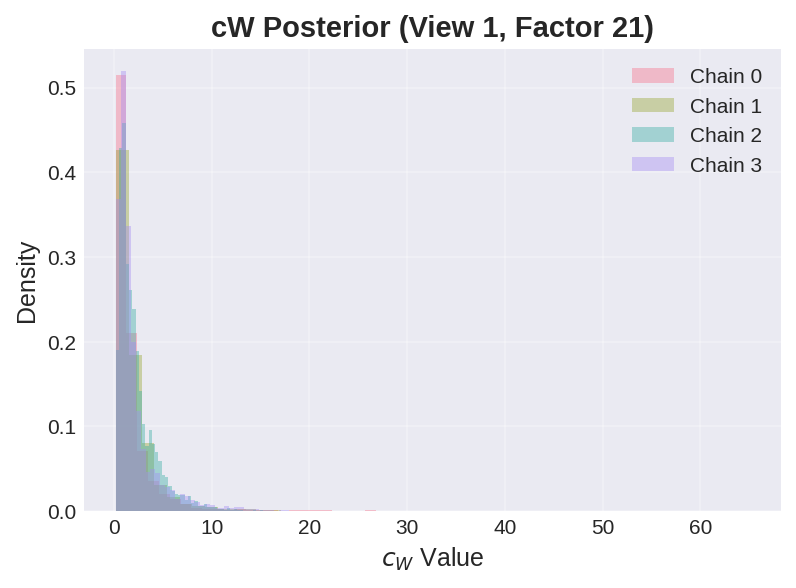 cW Posterior (View 1, Factor 21)
Chain 0
Chain 1
Chain 2
Chain 3
Density
0.5
0.4
0.3
0.2
0.1
0.0
0 10 20 30 40 50 60
c_W Value